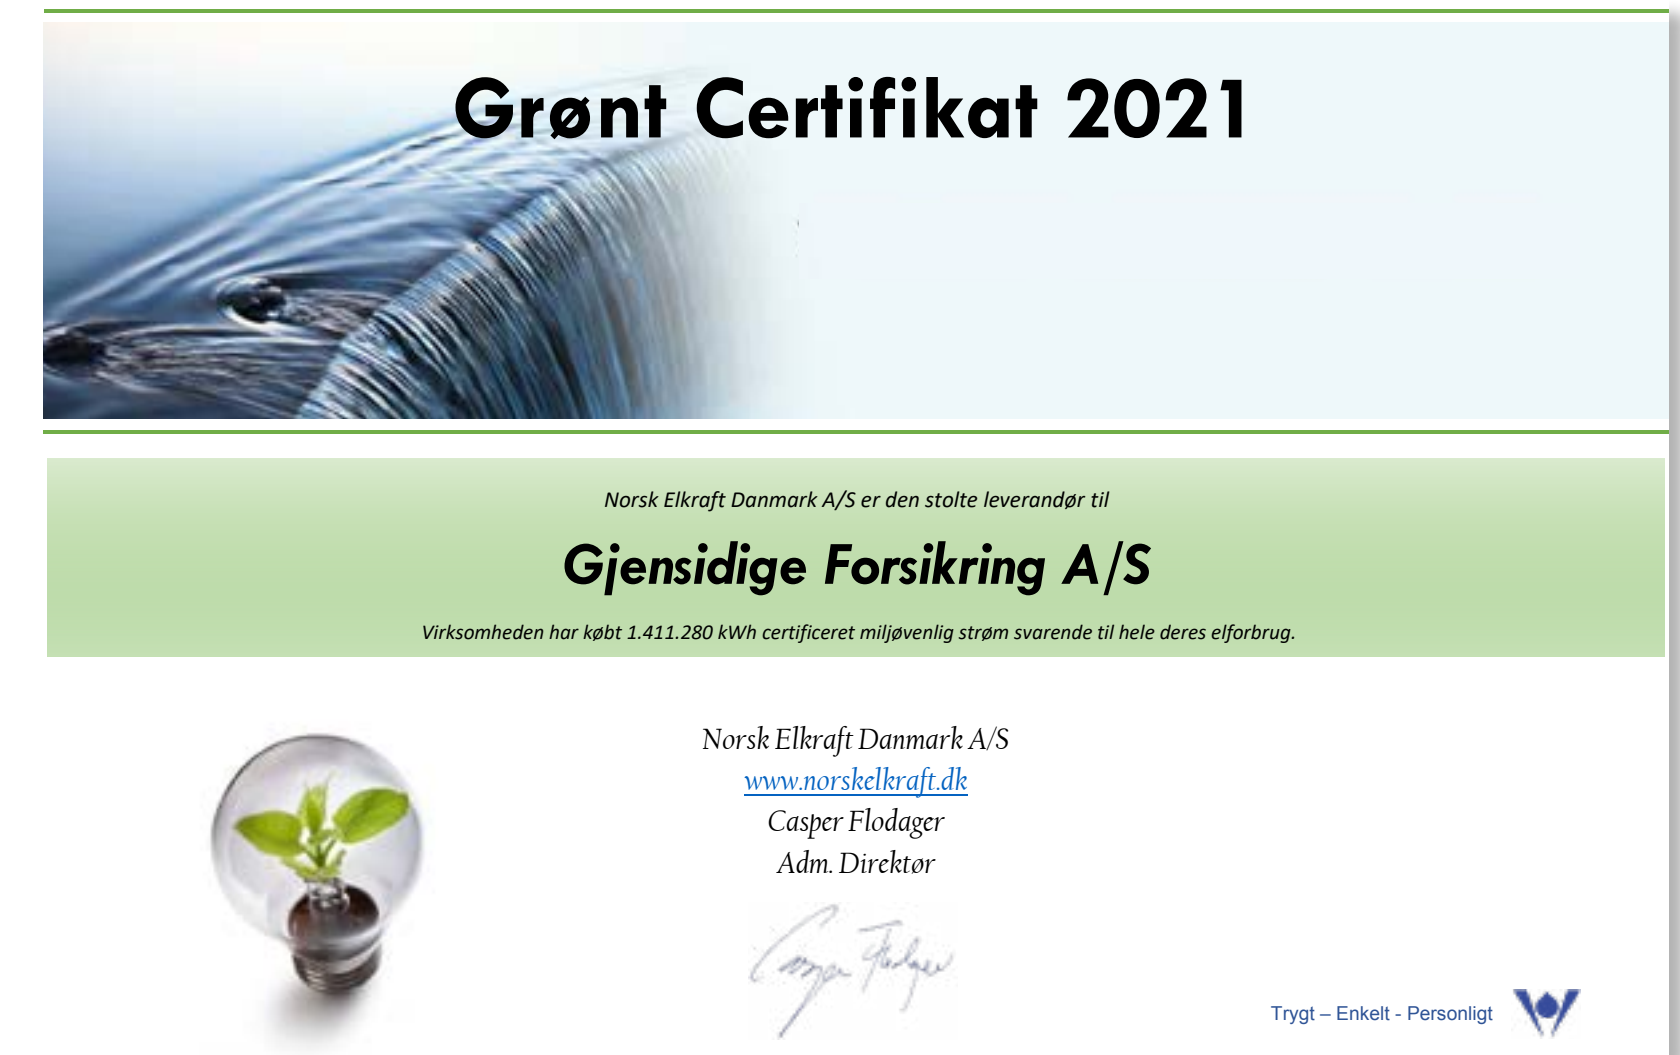 Grønt Certifikat 2021
Norsk Elkraft Danmark A/S er den stolte leverandør til
Gjensidige Forsikring A/S
Virksomheden har købt 1.411.280 kWh certificeret miljøvenlig strøm svarende til hele deres elforbrug.
Norsk Elkraft Danmark A/S
www.norskelkraft.dk
Casper Flodager
Adm. Direktør
Casper Flodager
Trygt – Enkelt - Personligt